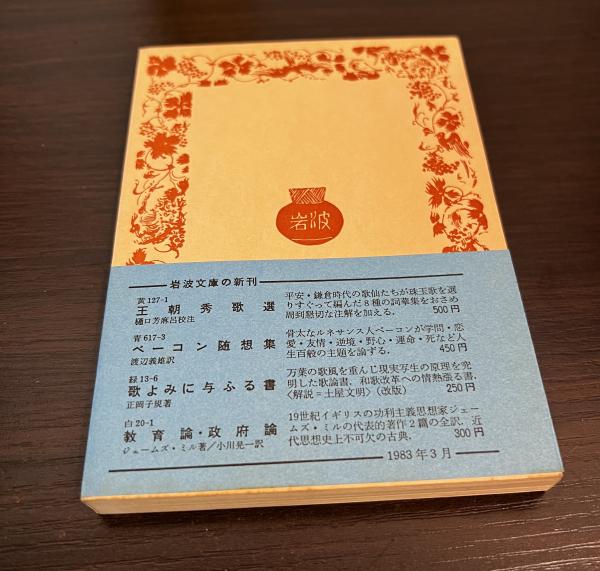 岩波
岩波文庫の新刊
黄127-1
王朝秀歌選
樋口芳麻呂校注
平安・鎌倉時代の歌仙たちが珠玉歌を選
りすぐって編んだ8種の詞華集をおさめ
周到懇切な注解を加える.
500円
青617-3
ベーコン随想集
渡辺義雄訳
骨太なルネサンス人ベーコンが学問・恋
愛・友情・逆境・野心・運命・死など人
生百般の主題を論ずる.
450円
緑13-6
歌よみに与ふる書
正岡子規著
万葉の歌風を重んじ現実写生の原理を究
明した歌論書．和歌改革への情熱漲る書.
〈解説=土屋文明〉(改版)
250円
白20-1
教育論・政府論
ジェームズ・ミル著／小川晃一訳
19世紀イギリスの功利主義思想家ジェー
ムズ・ミルの代表的著作2篇の全訳．近
代思想史上不可欠の古典.
300円
1983年3月